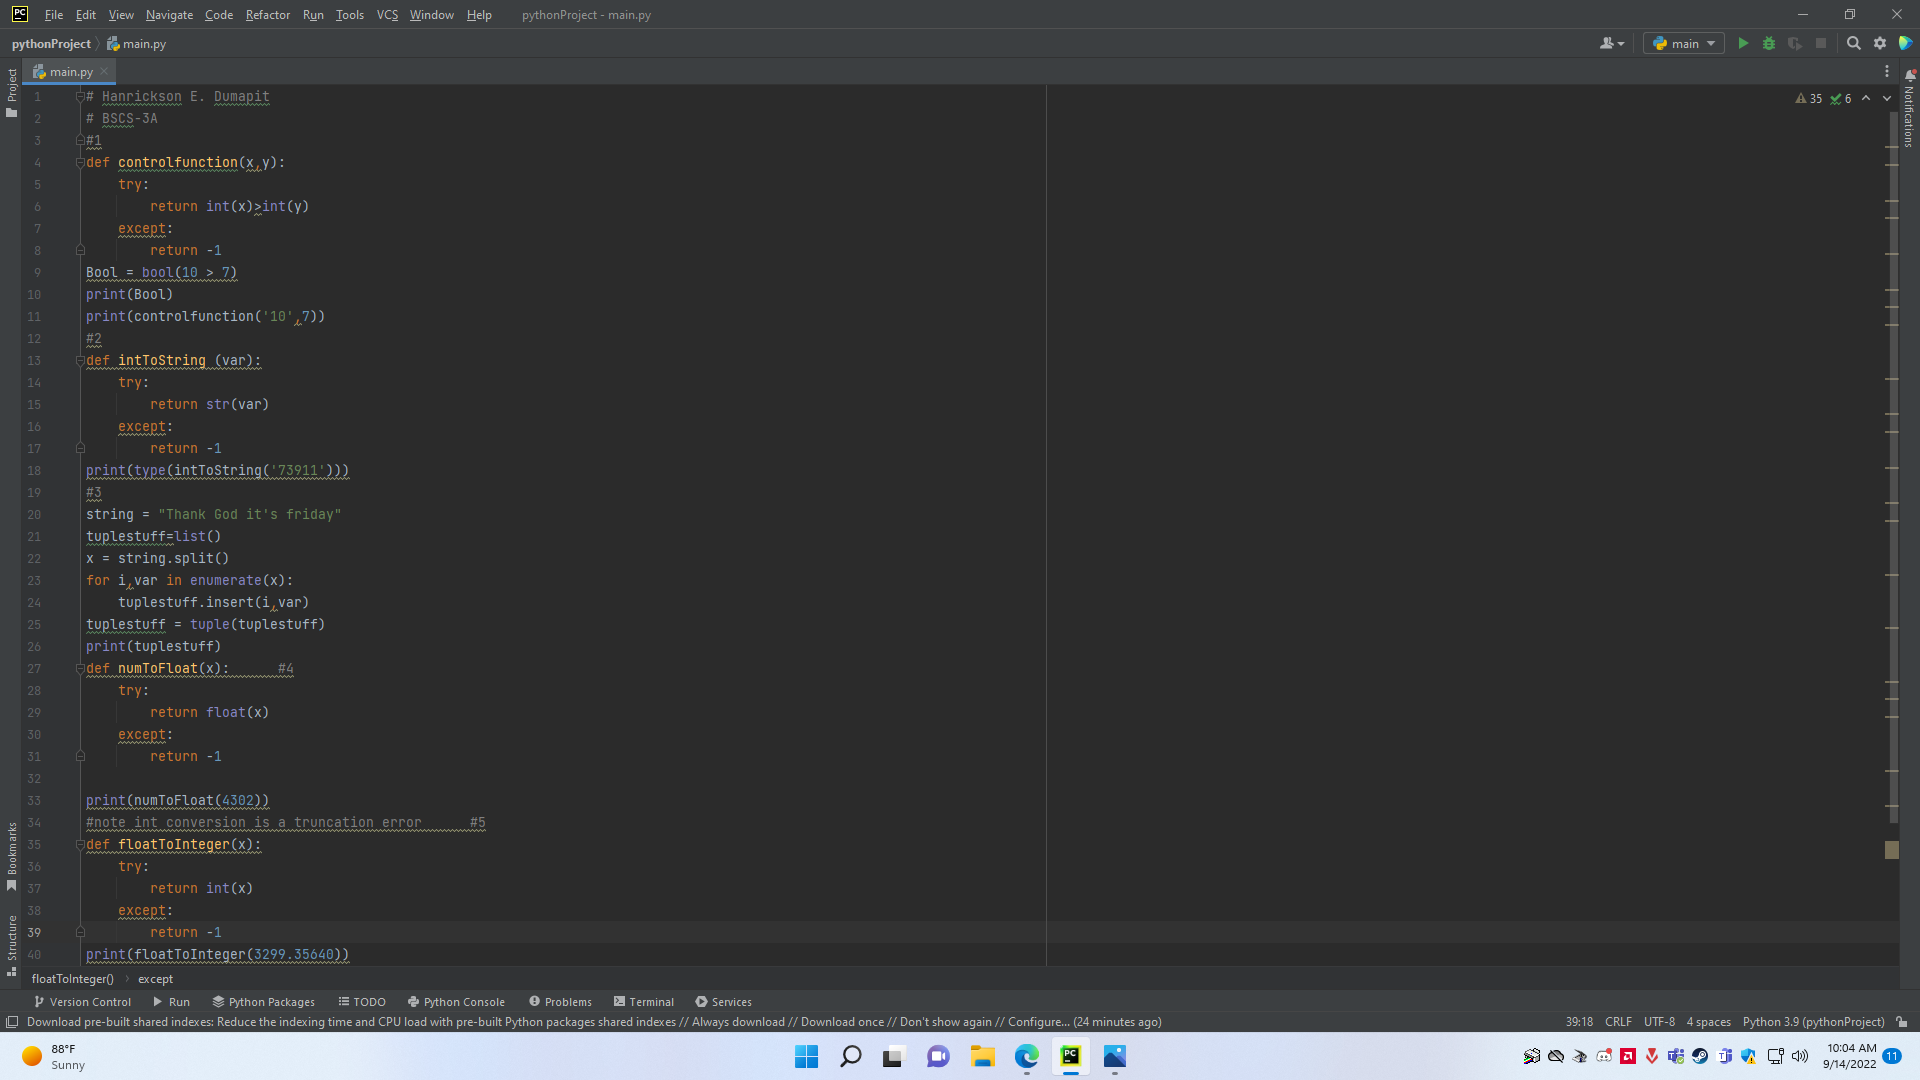 PC File Edit View Navigate Code Refactor Run Tools VCS Window Help pythonProject - main.py
pythonProject main.py main
main.py
Project
Notifications
35 6
1 # Hanrickson E. Dumapit
2 # BSCS-3A
3 #1
4 def controlfunction(x,y):
5     try:
6         return int(x)>int(y)
7     except:
8         return -1
9 Bool = bool(10 > 7)
10 print(Bool)
11 print(controlfunction('10',7))
12 #2
13 def intToString (var):
14     try:
15         return str(var)
16     except:
17         return -1
18 print(type(intToString('73911')))
19 #3
20 string = "Thank God it's friday"
21 tuplestuff=list()
22 x = string.split()
23 for i,var in enumerate(x):
24     tuplestuff.insert(i,var)
25 tuplestuff = tuple(tuplestuff)
26 print(tuplestuff)
27 def numToFloat(x):      #4
28     try:
29         return float(x)
30     except:
31         return -1
32
33 print(numToFloat(4302))
34 #note int conversion is a truncation error      #5
35 def floatToInteger(x):
36     try:
37         return int(x)
38     except:
39         return -1
40 print(floatToInteger(3299.35640))
Bookmarks
Structure
floatToInteger() except
Version Control Run Python Packages TODO Python Console Problems Terminal Services
Download pre-built shared indexes: Reduce the indexing time and CPU load with pre-built Python packages shared indexes // Always download // Download once // Don't show again // Configure... (24 minutes ago) 39:18 CRLF UTF-8 4 spaces Python 3.9 (pythonProject)
88°F
Sunny
PC
10:04 AM
9/14/2022
11